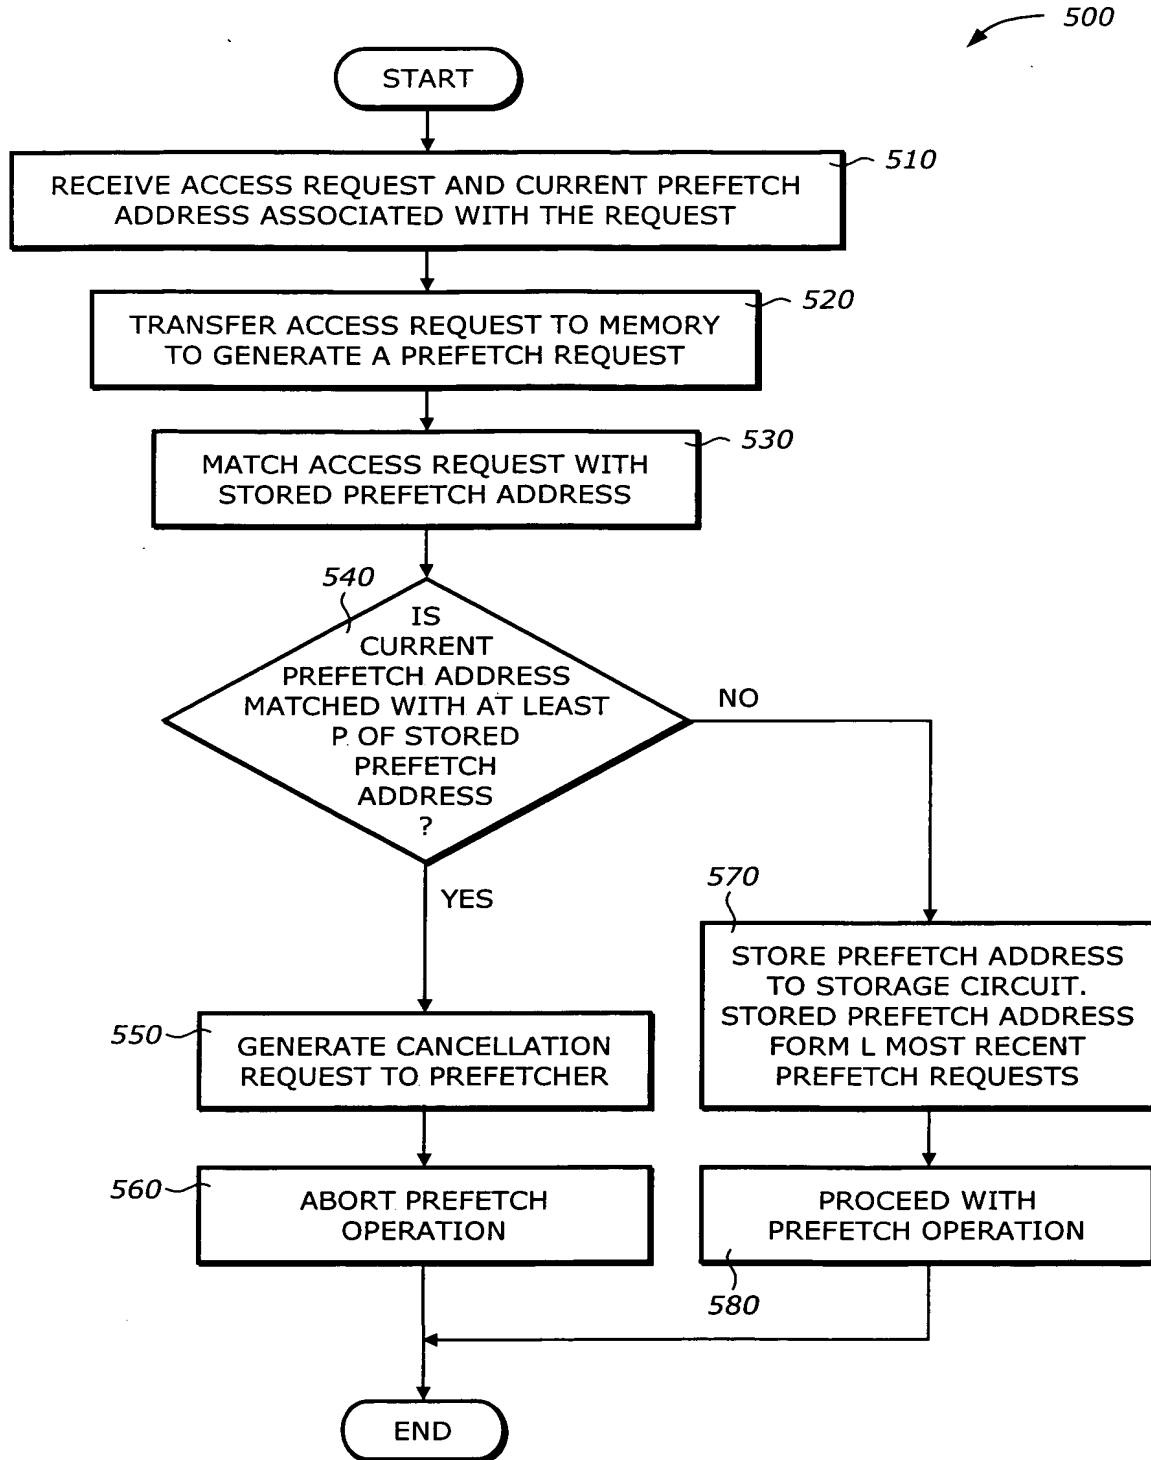 500
START
510
RECEIVE ACCESS REQUEST AND CURRENT PREFETCH
ADDRESS ASSOCIATED WITH THE REQUEST
520
TRANSFER ACCESS REQUEST TO MEMORY
TO GENERATE A PREFETCH REQUEST
530
MATCH ACCESS REQUEST WITH
STORED PREFETCH ADDRESS
540
IS
CURRENT
PREFETCH ADDRESS
MATCHED WITH AT LEAST
P OF STORED
PREFETCH
ADDRESS
?
NO
YES
550
GENERATE CANCELLATION
REQUEST TO PREFETCHER
560
ABORT PREFETCH
OPERATION
570
STORE PREFETCH ADDRESS
TO STORAGE CIRCUIT.
STORED PREFETCH ADDRESS
FORM L MOST RECENT
PREFETCH REQUESTS
PROCEED WITH
PREFETCH OPERATION
580
END